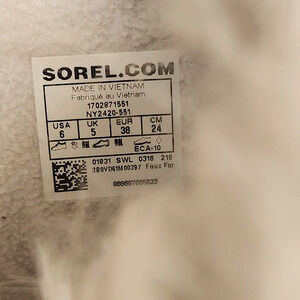 SOREL.COM
MADE IN VIETNAM
Fabriqué au Vietnam
1702871551
NY2420-551
USA UK EUR CM
6 5 38 24
ECA-10
01831 SWL 0316 216
Faux Fur